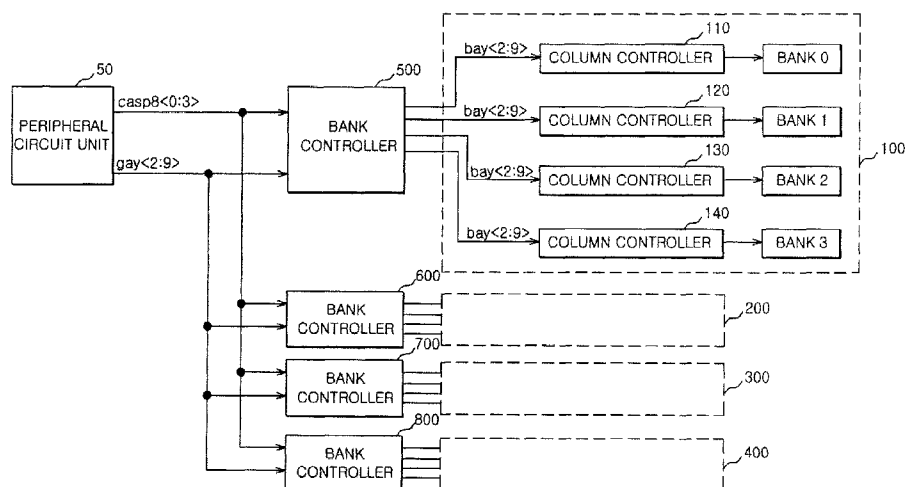 50
PERIPHERAL
CIRCUIT UNIT
casp8<0:3>
gay<2:9>
500
BANK
CONTROLLER
bay<2:9>
110
COLUMN CONTROLLER
BANK 0
bay<2:9>
120
COLUMN CONTROLLER
BANK 1
100
bay<2:9>
130
COLUMN CONTROLLER
BANK 2
bay<2:9>
140
COLUMN CONTROLLER
BANK 3
600
BANK
CONTROLLER
200
700
BANK
CONTROLLER
300
800
BANK
CONTROLLER
400